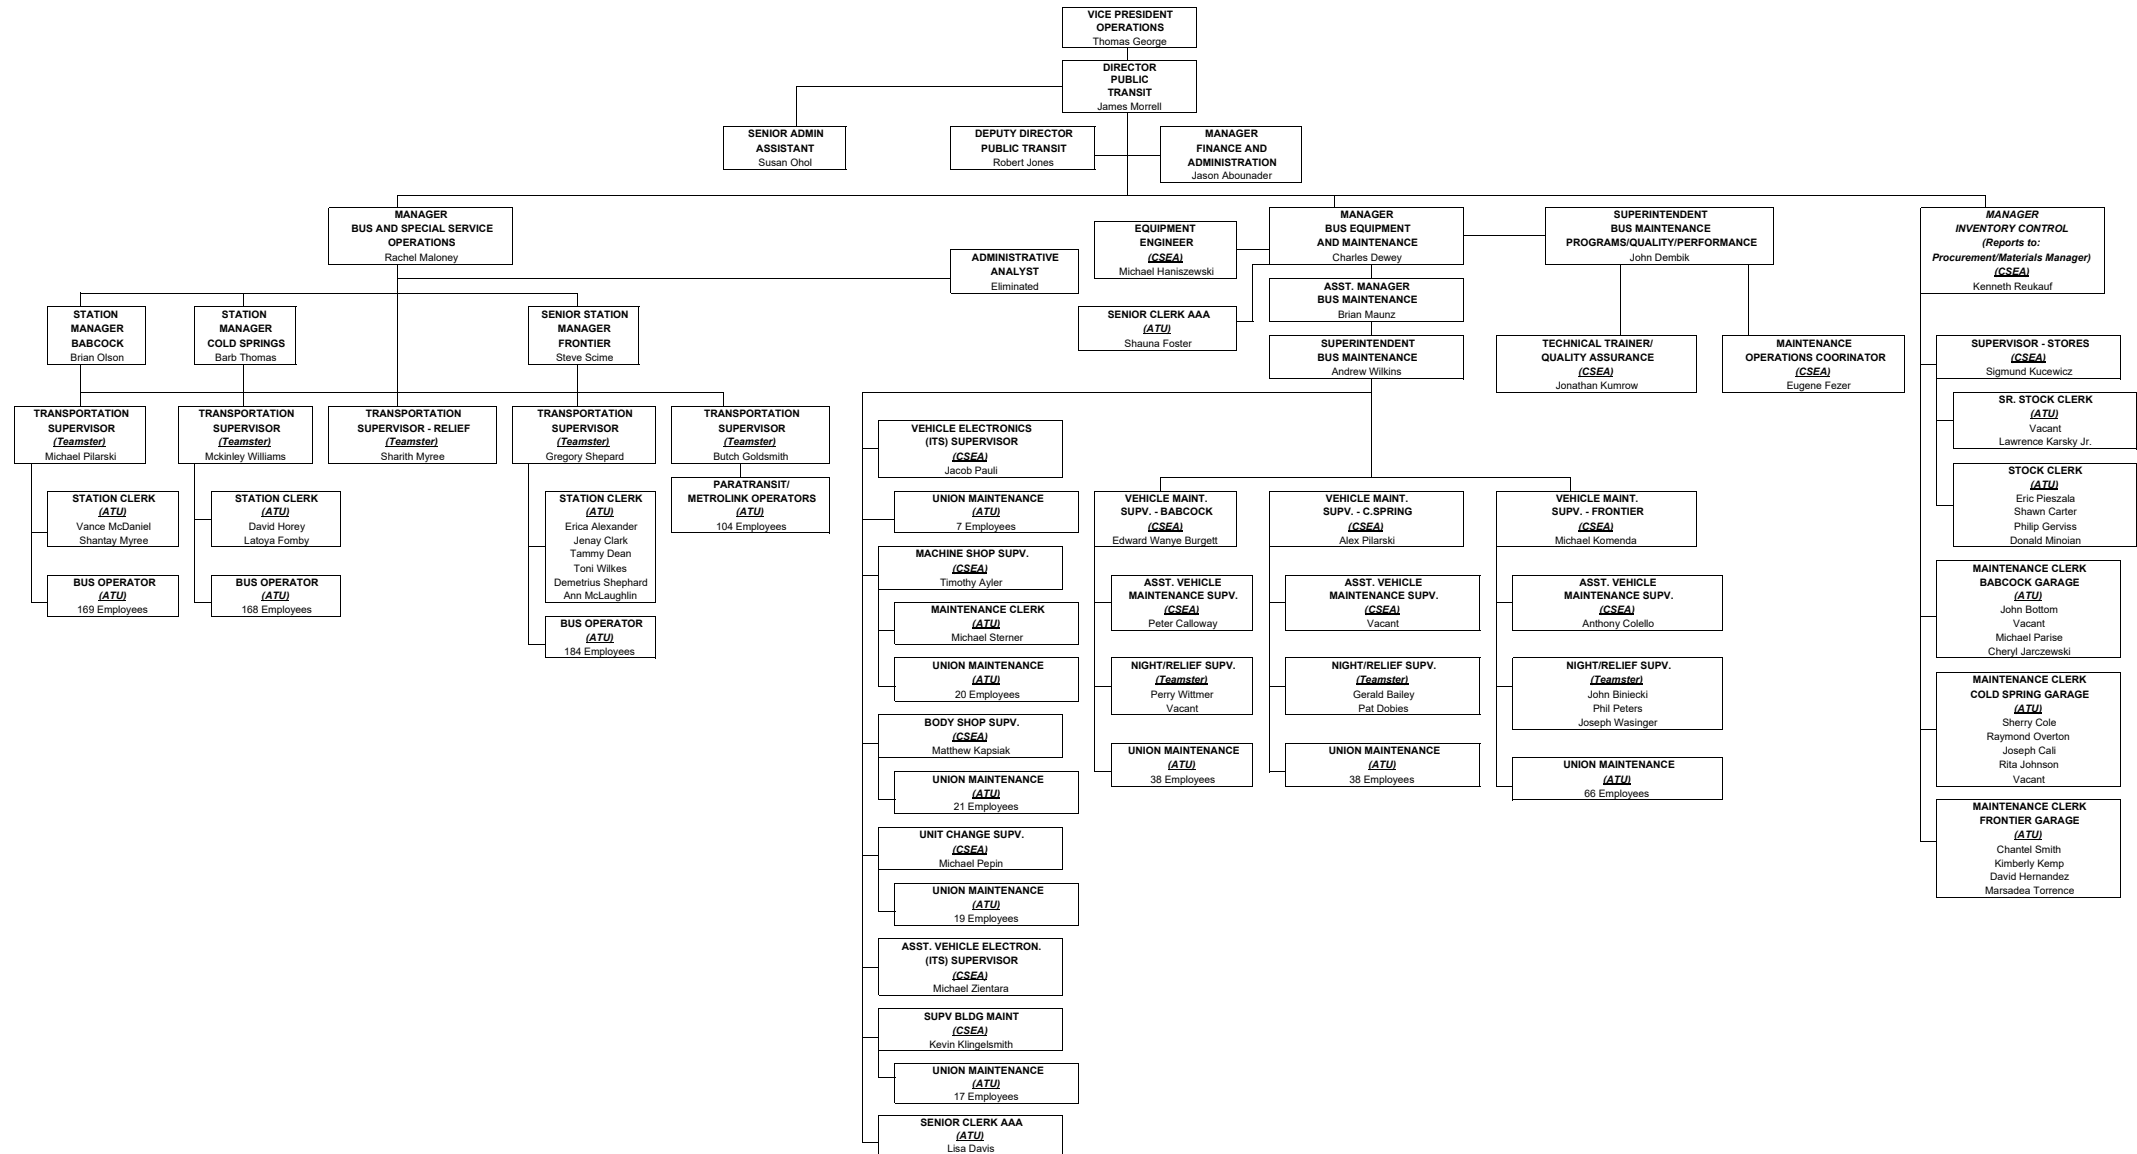 VICE PRESIDENT
OPERATIONS
Thomas George
DIRECTOR
PUBLIC
TRANSIT
James Morrell
SENIOR ADMIN
ASSISTANT
Susan Ohol
DEPUTY DIRECTOR
PUBLIC TRANSIT
Robert Jones
MANAGER
FINANCE AND
ADMINISTRATION
Jason Abounader
MANAGER
BUS AND SPECIAL SERVICE
OPERATIONS
Rachel Maloney
ADMINISTRATIVE
ANALYST
Eliminated
EQUIPMENT
ENGINEER
(CSEA)
Michael Haniszewski
MANAGER
BUS EQUIPMENT
AND MAINTENANCE
Charles Dewey
SUPERINTENDENT
BUS MAINTENANCE
PROGRAMS/QUALITY/PERFORMANCE
John Dembik
MANAGER
INVENTORY CONTROL
(Reports to:
Procurement/Materials Manager)
(CSEA)
Kenneth Reukauf
STATION
MANAGER
BABCOCK
Brian Olson
STATION
MANAGER
COLD SPRINGS
Barb Thomas
SENIOR STATION
MANAGER
FRONTIER
Steve Scime
SENIOR CLERK AAA
(ATU)
Shauna Foster
ASST. MANAGER
BUS MAINTENANCE
Brian Maunz
SUPERINTENDENT
BUS MAINTENANCE
Andrew Wilkins
TECHNICAL TRAINER/
QUALITY ASSURANCE
(CSEA)
Jonathan Kumrow
MAINTENANCE
OPERATIONS COORINATOR
(CSEA)
Eugene Fezer
SUPERVISOR - STORES
(CSEA)
Sigmund Kucewicz
TRANSPORTATION
SUPERVISOR
(Teamster)
Michael Pilarski
TRANSPORTATION
SUPERVISOR
(Teamster)
Mckinley Williams
TRANSPORTATION
SUPERVISOR - RELIEF
(Teamster)
Sharith Myree
TRANSPORTATION
SUPERVISOR
(Teamster)
Gregory Shepard
TRANSPORTATION
SUPERVISOR
(Teamster)
Butch Goldsmith
STATION CLERK
(ATU)
Vance McDaniel
Shantay Myree
BUS OPERATOR
(ATU)
169 Employees
STATION CLERK
(ATU)
David Horey
Latoya Fomby
BUS OPERATOR
(ATU)
168 Employees
STATION CLERK
(ATU)
Erica Alexander
Jenay Clark
Tammy Dean
Toni Wilkes
Demetrius Shephard
Ann McLaughlin
BUS OPERATOR
(ATU)
184 Employees
PARATRANSIT/
METROLINK OPERATORS
(ATU)
104 Employees
VEHICLE ELECTRONICS
(ITS) SUPERVISOR
(CSEA)
Jacob Pauli
UNION MAINTENANCE
(ATU)
7 Employees
MACHINE SHOP SUPV.
(CSEA)
Timothy Ayler
MAINTENANCE CLERK
(ATU)
Michael Sterner
UNION MAINTENANCE
(ATU)
20 Employees
BODY SHOP SUPV.
(CSEA)
Matthew Kapsiak
UNION MAINTENANCE
(ATU)
21 Employees
UNIT CHANGE SUPV.
(CSEA)
Michael Pepin
UNION MAINTENANCE
(ATU)
19 Employees
ASST. VEHICLE ELECTRON.
(ITS) SUPERVISOR
(CSEA)
Michael Zientara
SUPV BLDG MAINT
(CSEA)
Kevin Klingelsmith
UNION MAINTENANCE
(ATU)
17 Employees
SENIOR CLERK AAA
(ATU)
Lisa Davis
VEHICLE MAINT.
SUPV. - BABCOCK
(CSEA)
Edward Wanye Burgett
ASST. VEHICLE
MAINTENANCE SUPV.
(CSEA)
Peter Calloway
NIGHT/RELIEF SUPV.
(Teamster)
Perry Wittmer
Vacant
UNION MAINTENANCE
(ATU)
38 Employees
VEHICLE MAINT.
SUPV. - C.SPRING
(CSEA)
Alex Pilarski
ASST. VEHICLE
MAINTENANCE SUPV.
(CSEA)
Vacant
NIGHT/RELIEF SUPV.
(Teamster)
Gerald Bailey
Pat Dobies
UNION MAINTENANCE
(ATU)
38 Employees
VEHICLE MAINT.
SUPV. - FRONTIER
(CSEA)
Michael Komenda
ASST. VEHICLE
MAINTENANCE SUPV.
(CSEA)
Anthony Colello
NIGHT/RELIEF SUPV.
(Teamster)
John Biniecki
Phil Peters
Joseph Wasinger
UNION MAINTENANCE
(ATU)
66 Employees
SR. STOCK CLERK
(ATU)
Vacant
Lawrence Karsky Jr.
STOCK CLERK
(ATU)
Eric Pieszala
Shawn Carter
Philip Gerviss
Donald Minoian
MAINTENANCE CLERK
BABCOCK GARAGE
(ATU)
John Bottom
Vacant
Michael Parise
Cheryl Jarczewski
MAINTENANCE CLERK
COLD SPRING GARAGE
(ATU)
Sherry Cole
Raymond Overton
Joseph Cali
Rita Johnson
Vacant
MAINTENANCE CLERK
FRONTIER GARAGE
(ATU)
Chantel Smith
Kimberly Kemp
David Hernandez
Marsadea Torrence